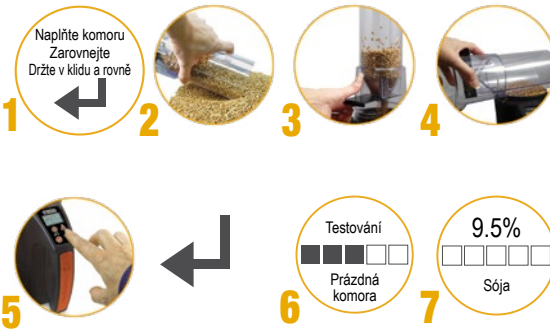 Naplňte komoru
Zarovnejte
Držte v klidu a rovně
1
2
3
4
5
Testování
Prázdná
komora
6
9.5%
Sója
7